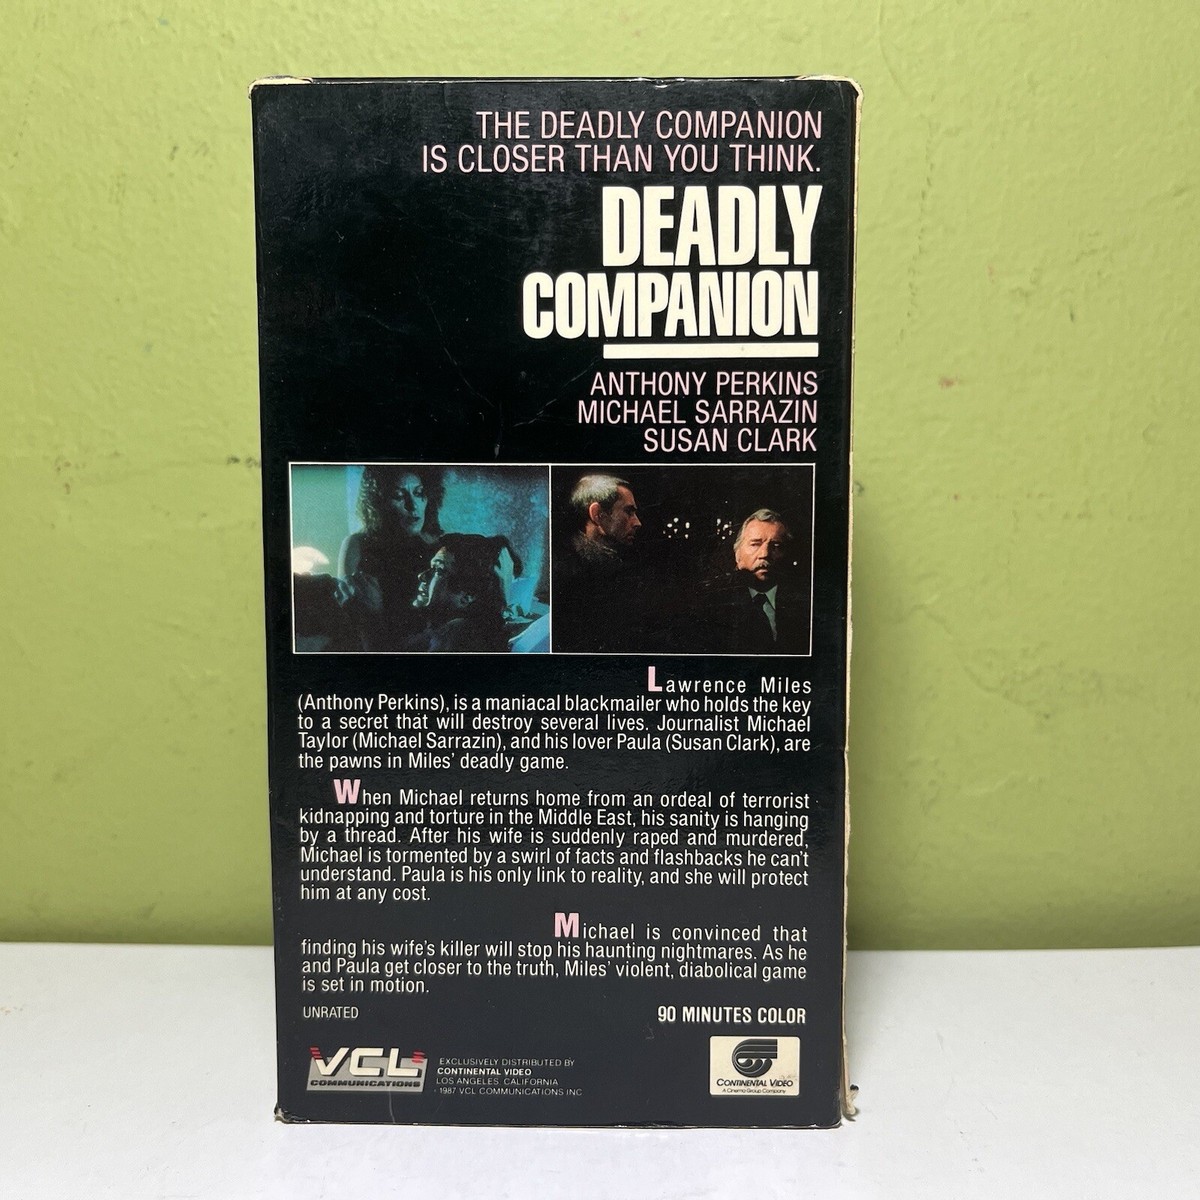 THE DEADLY COMPANION
IS CLOSER THAN YOU THINK.
DEADLY
COMPANION
ANTHONY PERKINS
MICHAEL SARRAZIN
SUSAN CLARK
Lawrence Miles
(Anthony Perkins), is a maniacal blackmailer who holds the key
to a secret that will destroy several lives. Journalist Michael
Taylor (Michael Sarrazin), and his lover Paula (Susan Clark), are
the pawns in Miles' deadly game.
When Michael returns home from an ordeal of terrorist
kidnapping and torture in the Middle East, his sanity is hanging
by a thread. After his wife is suddenly raped and murdered,
Michael is tormented by a swirl of facts and flashbacks he can't
understand. Paula is his only link to reality, and she will protect
him at any cost.
Michael is convinced that
finding his wife's killer will stop his haunting nightmares. As he
and Paula get closer to the truth, Miles' violent, diabolical game
is set in motion.
UNRATED
90 MINUTES COLOR
VCL
COMMUNICATIONS
EXCLUSIVELY DISTRIBUTED BY
CONTINENTAL VIDEO
LOS ANGELES, CALIFORNIA
1987 VCL COMMUNICATIONS INC
CONTINENTAL VIDEO
A Cinema Group Company